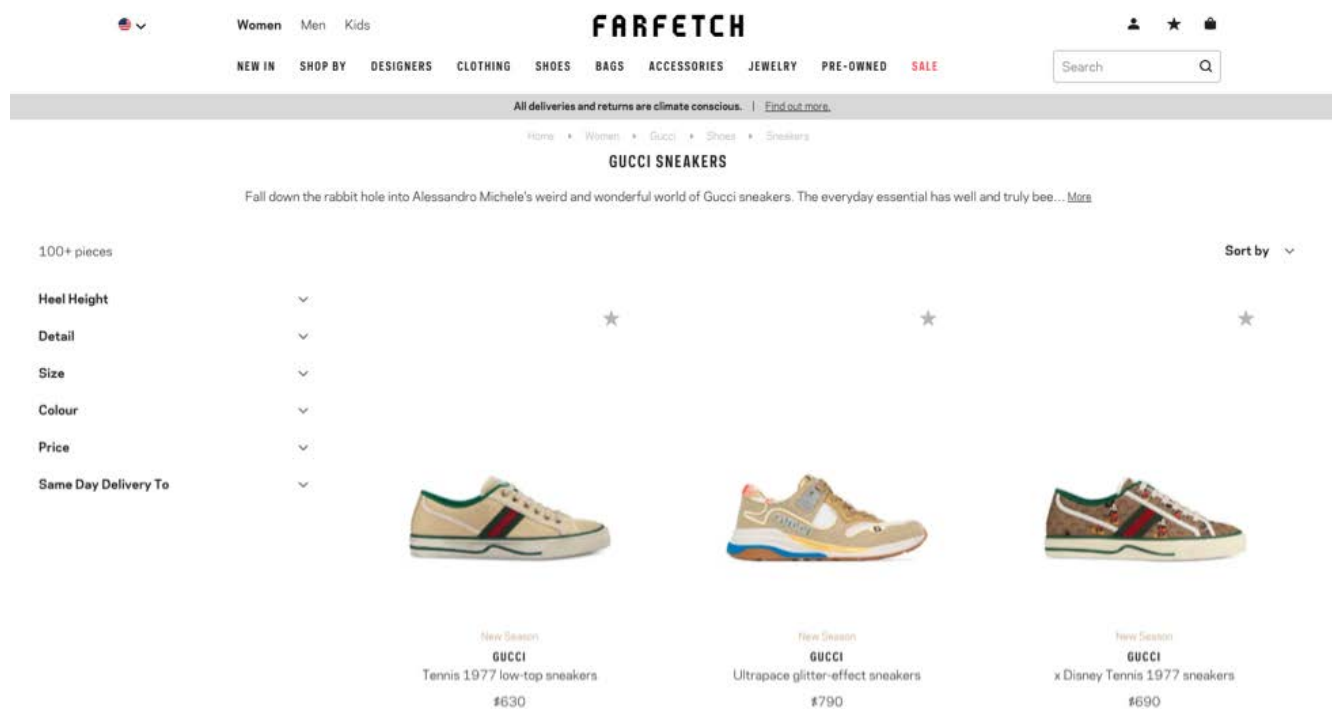 Women Men Kids
FARFETCH
NEW IN SHOP BY DESIGNERS CLOTHING SHOES BAGS ACCESSORIES JEWELRY PRE-OWNED SALE
Search
All deliveries and returns are climate conscious. | Find out more.
Home Women Gucci Shoes Sneakers
GUCCI SNEAKERS
Fall down the rabbit hole into Alessandro Michele's weird and wonderful world of Gucci sneakers. The everyday essential has well and truly bee... More
100+ pieces
Sort by
Heel Height
Detail
Size
Colour
Price
Same Day Delivery To
New Season
GUCCI
Tennis 1977 low-top sneakers
$630
New Season
GUCCI
Ultrapace glitter-effect sneakers
$790
New Season
GUCCI
x Disney Tennis 1977 sneakers
$690